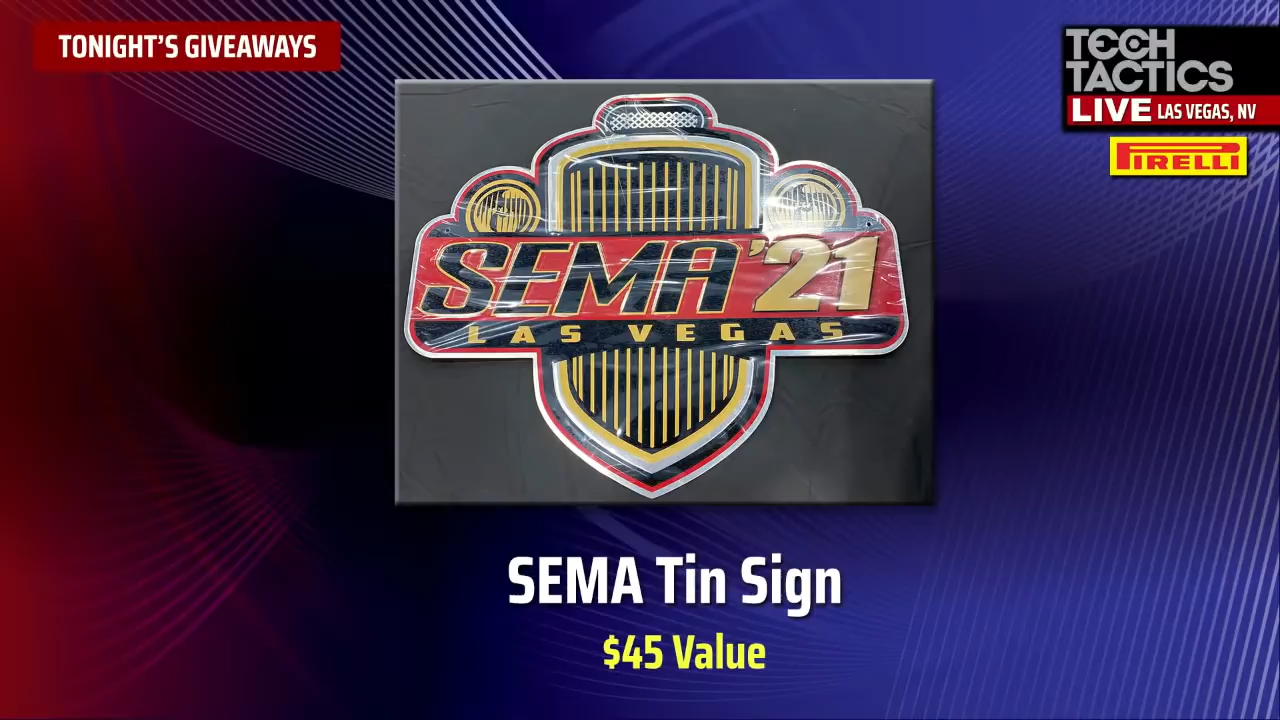 TONIGHT'S GIVEAWAYS
TECH
TACTICS
LIVE LAS VEGAS, NV
PIRELLI
SEMA '21
LAS VEGAS
SEMA Tin Sign
$45 Value